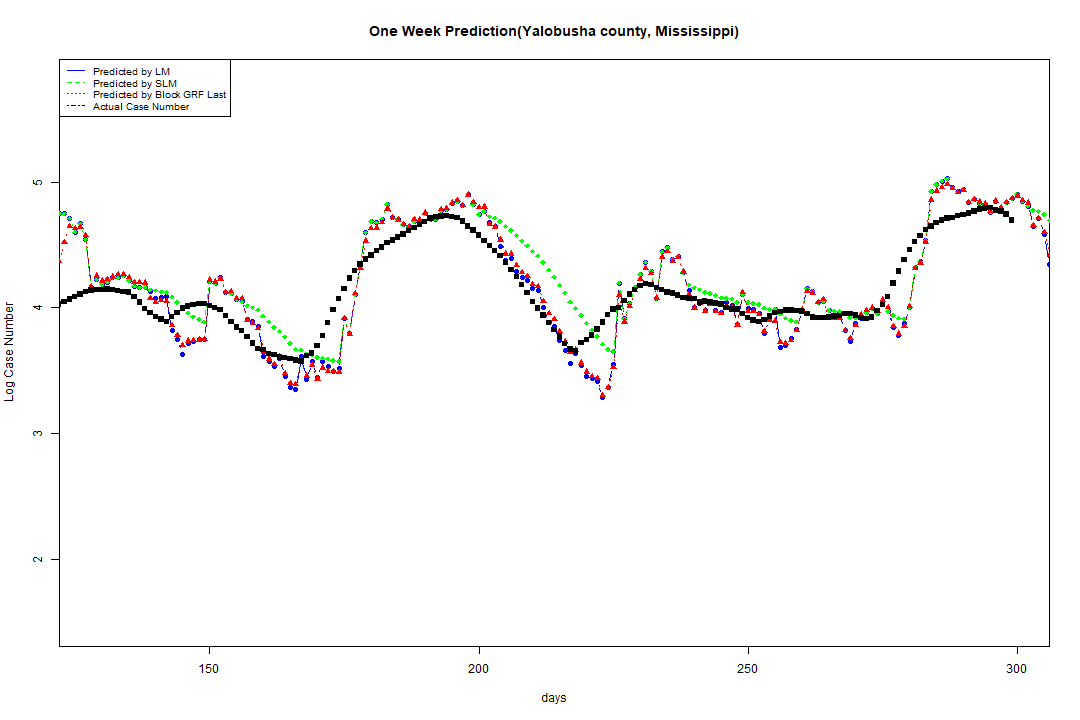 One Week Prediction(Yalobusha county, Mississippi)
Predicted by LM
Predicted by SLM
Predicted by Block GRF Last
Actual Case Number
5
4
3
2
Log Case Number
150 200 250 300
days